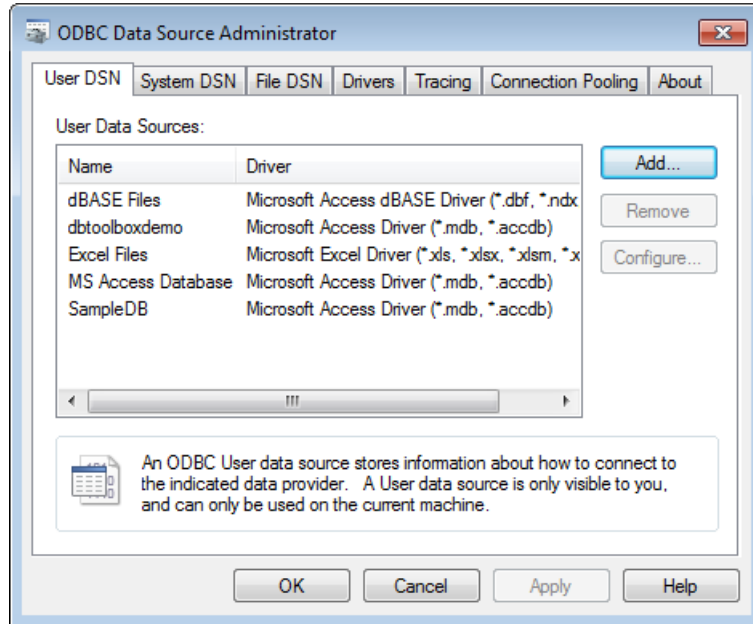 ODBC Data Source Administrator
User DSN System DSN File DSN Drivers Tracing Connection Pooling About
User Data Sources:
Name Driver
dBASE Files Microsoft Access dBASE Driver (*.dbf, *.ndx
dbtoolboxdemo Microsoft Access Driver (*.mdb, *.accdb)
Excel Files Microsoft Excel Driver (*.xls, *.xlsx, *.xlsm, *.x
MS Access Database Microsoft Access Driver (*.mdb, *.accdb)
SampleDB Microsoft Access Driver (*.mdb, *.accdb)
Add...
Remove
Configure...
An ODBC User data source stores information about how to connect to
the indicated data provider. A User data source is only visible to you,
and can only be used on the current machine.
OK Cancel Apply Help